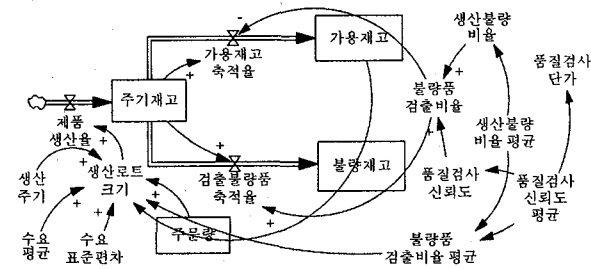 생산불량
비율
가용재고
가용재고
축적율
품질검사
단가
주기재고
불량품
검출비율
제품
생산율
생산불량
비율 평균
불량재고
생산
주기
생산로트
크기
검출불량품
축적율
품질검사
신뢰도
품질검사
신뢰도
평균
주문량
수요
평균
수요
표준편차
불량품
검출비율 평균